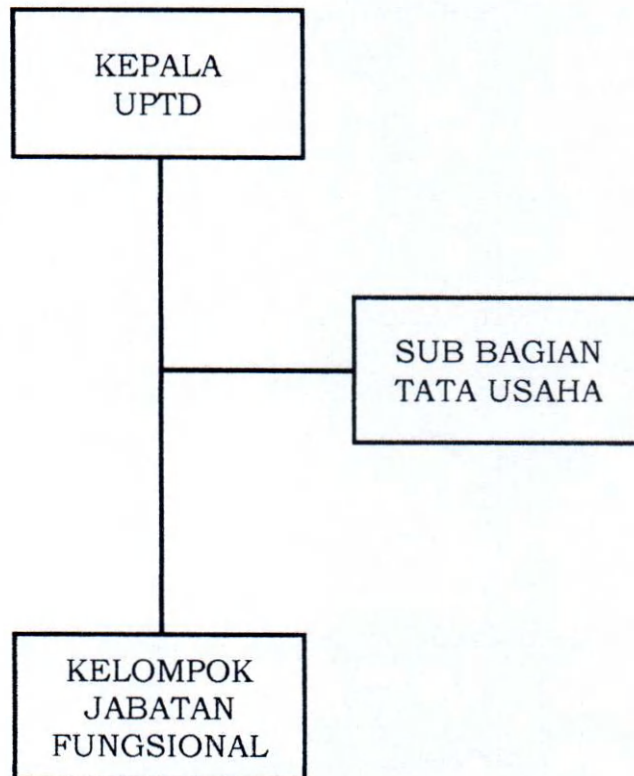 KEPALA
UPTD
SUB BAGIAN
TATA USAHA
KELOMPOK
JABATAN
FUNGSIONAL